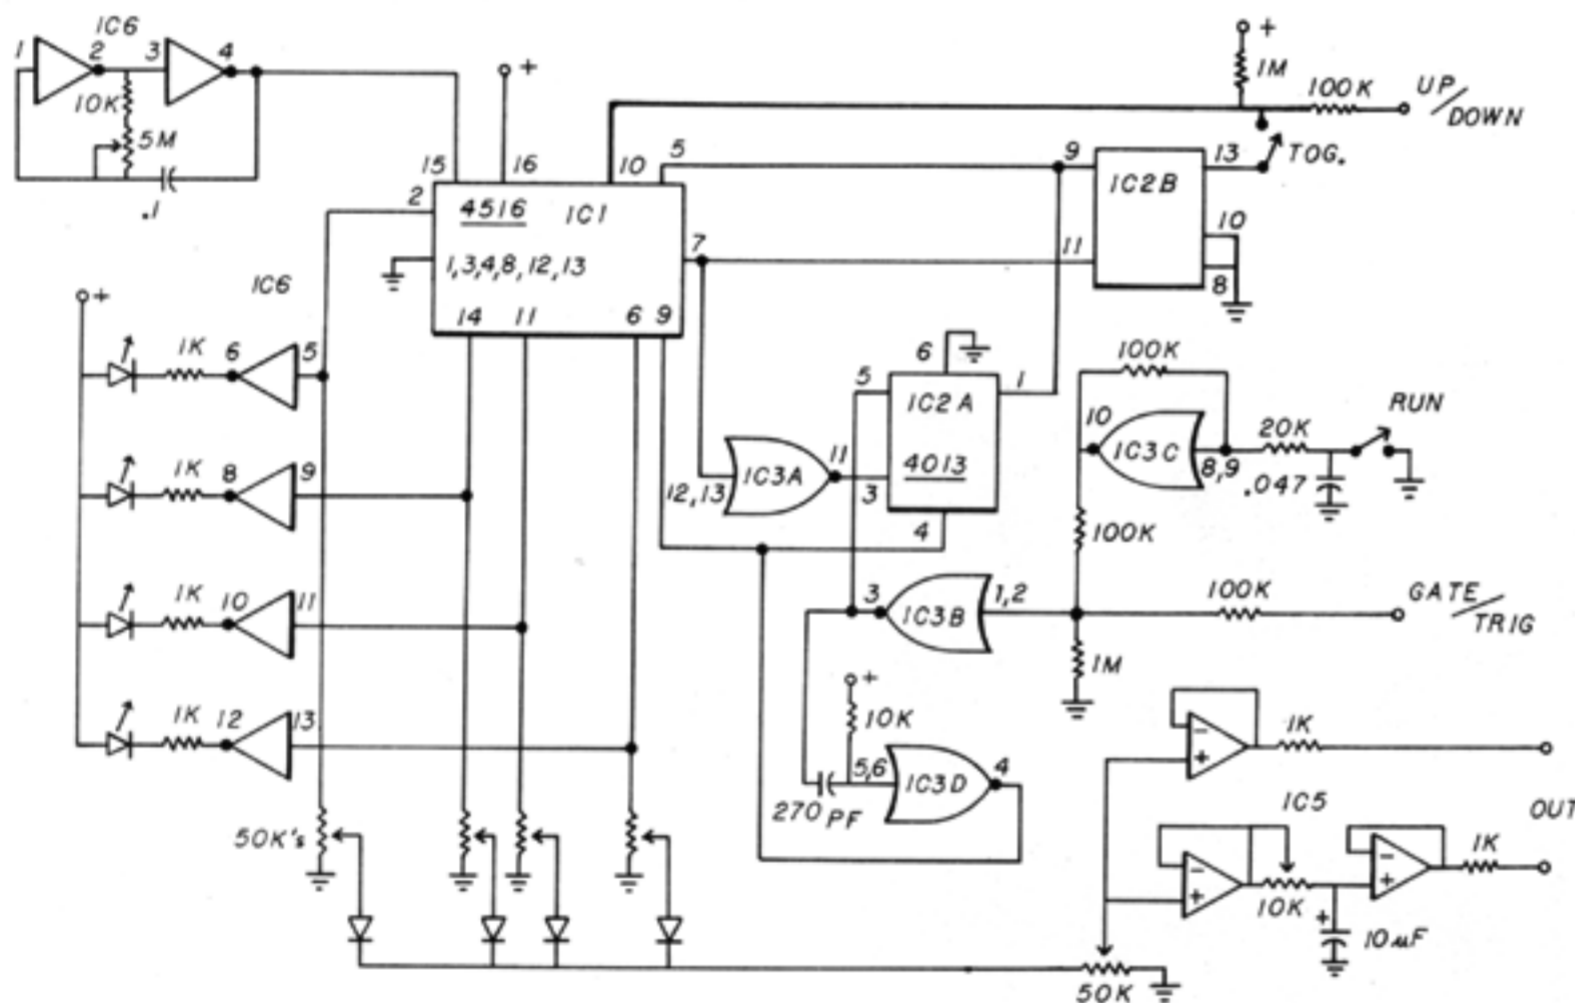 IC6
1 2 3 4
10K
5M
.1
+
15 16 10 5
2 4516 IC1
1,3,4,8,12,13
7
14 11 6 9
+
1M
100K UP/DOWN
9 IC2B 13 TOG.
11 10
8
IC6
+
1K 6 5
1K 8 9
1K 10 11
1K 12 13
50K's
6
5 IC2A 1
4013
3
4
12,13 IC3A 11
100K
10 IC3C 8,9 20K RUN
.047
100K
3 IC3B 1,2 100K GATE/TRIG
1M
+
10K
270PF 5,6 IC3D 4
- + 1K
IC5 OUT
- + 10K - + 1K
+ 10µF
50K